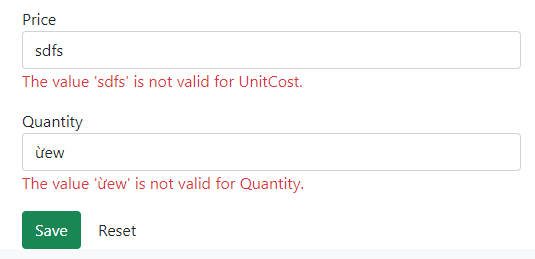 Price
sdfs
The value 'sdfs' is not valid for UnitCost.
Quantity
ừew
The value 'ừew' is not valid for Quantity.
Save Reset